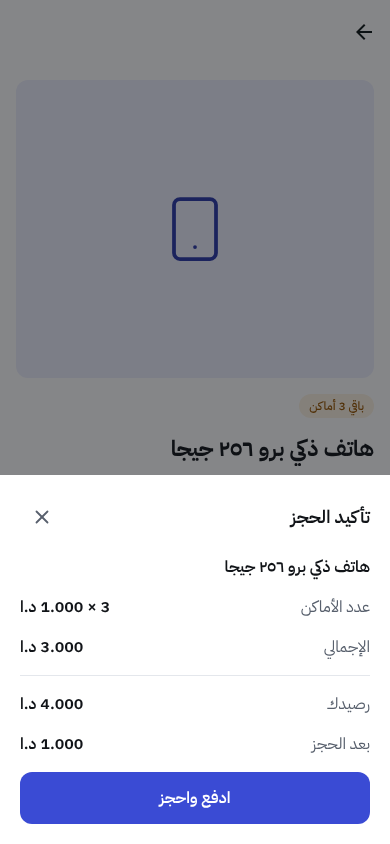 باقي 3 أماكن
هاتف ذكي برو ٢٥٦ جيجا
تأكيد الحجز
هاتف ذكي برو ٢٥٦ جيجا
عدد الأماكن 3 × 1.000 د.ا
الإجمالي 3.000 د.ا
رصيدك 4.000 د.ا
بعد الحجز 1.000 د.ا
ادفع واحجز